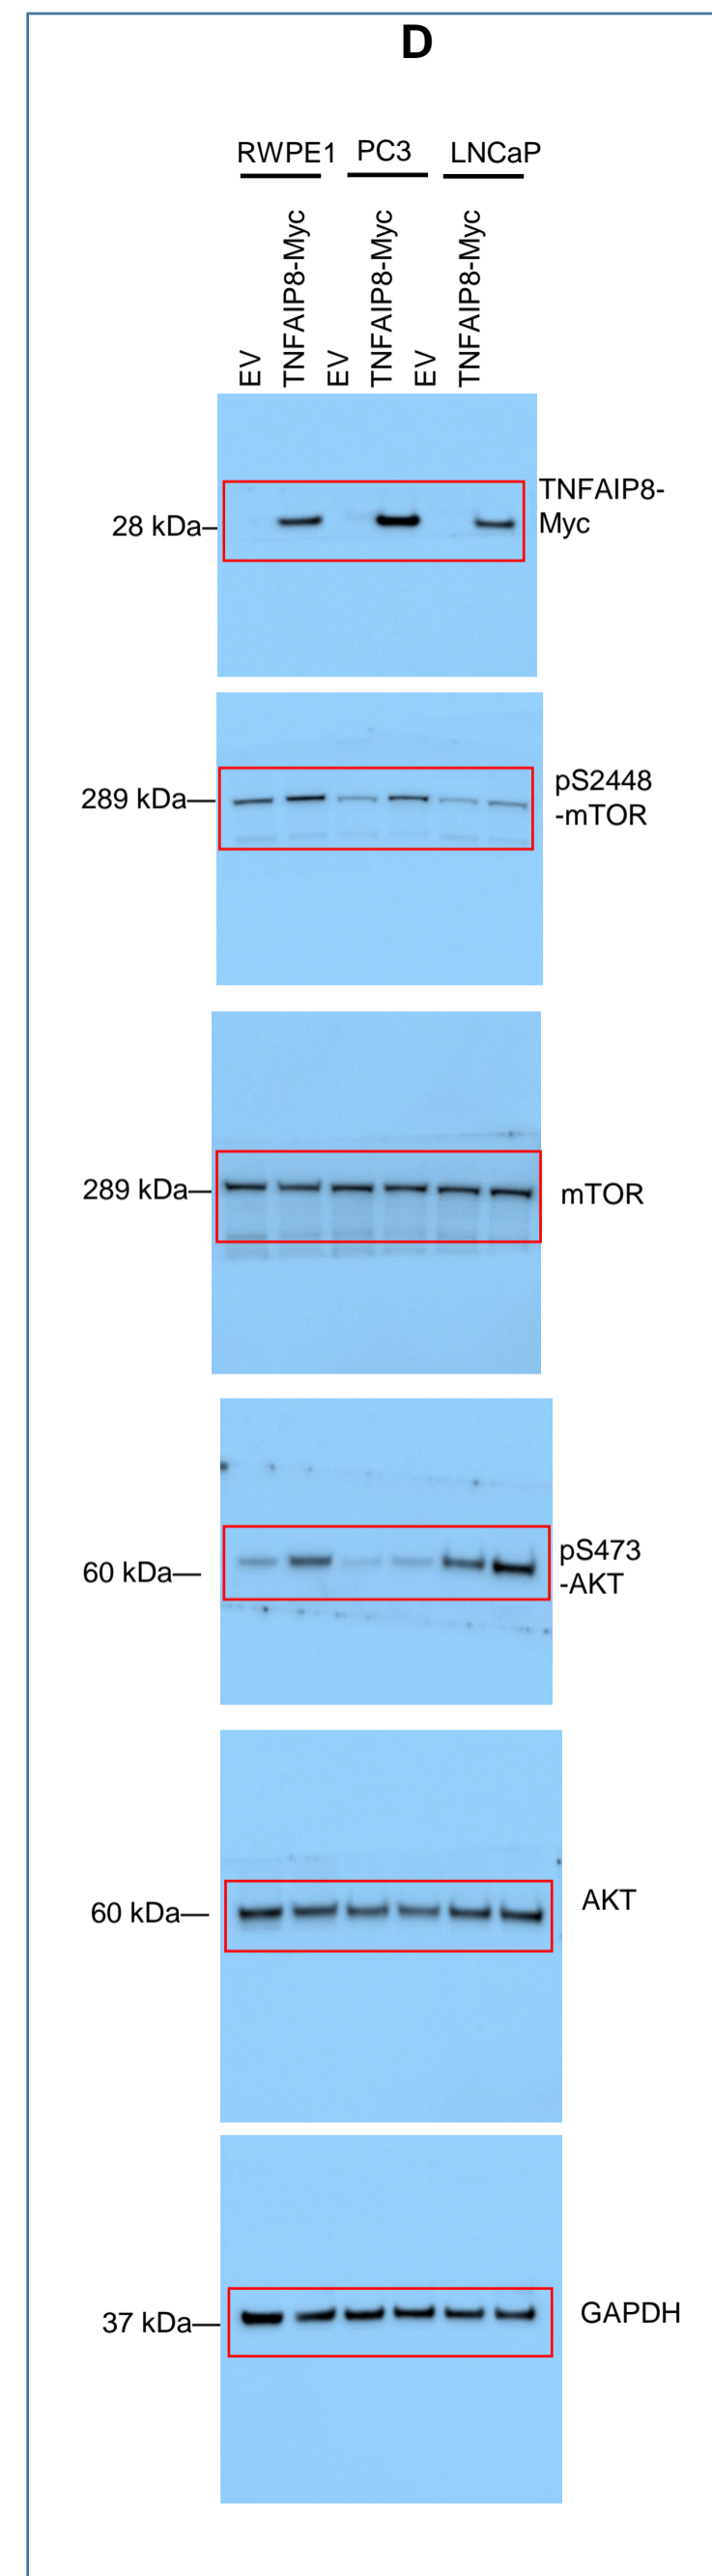 D
RWPE1 PC3 LNCaP
EV TNFAIP8-Myc EV TNFAIP8-Myc EV TNFAIP8-Myc
TNFAIP8-
28 kDa Myc
pS2448
289 kDa -mTOR
289 kDa mTOR
pS473
60 kDa -AKT
60 kDa AKT
37 kDa GAPDH